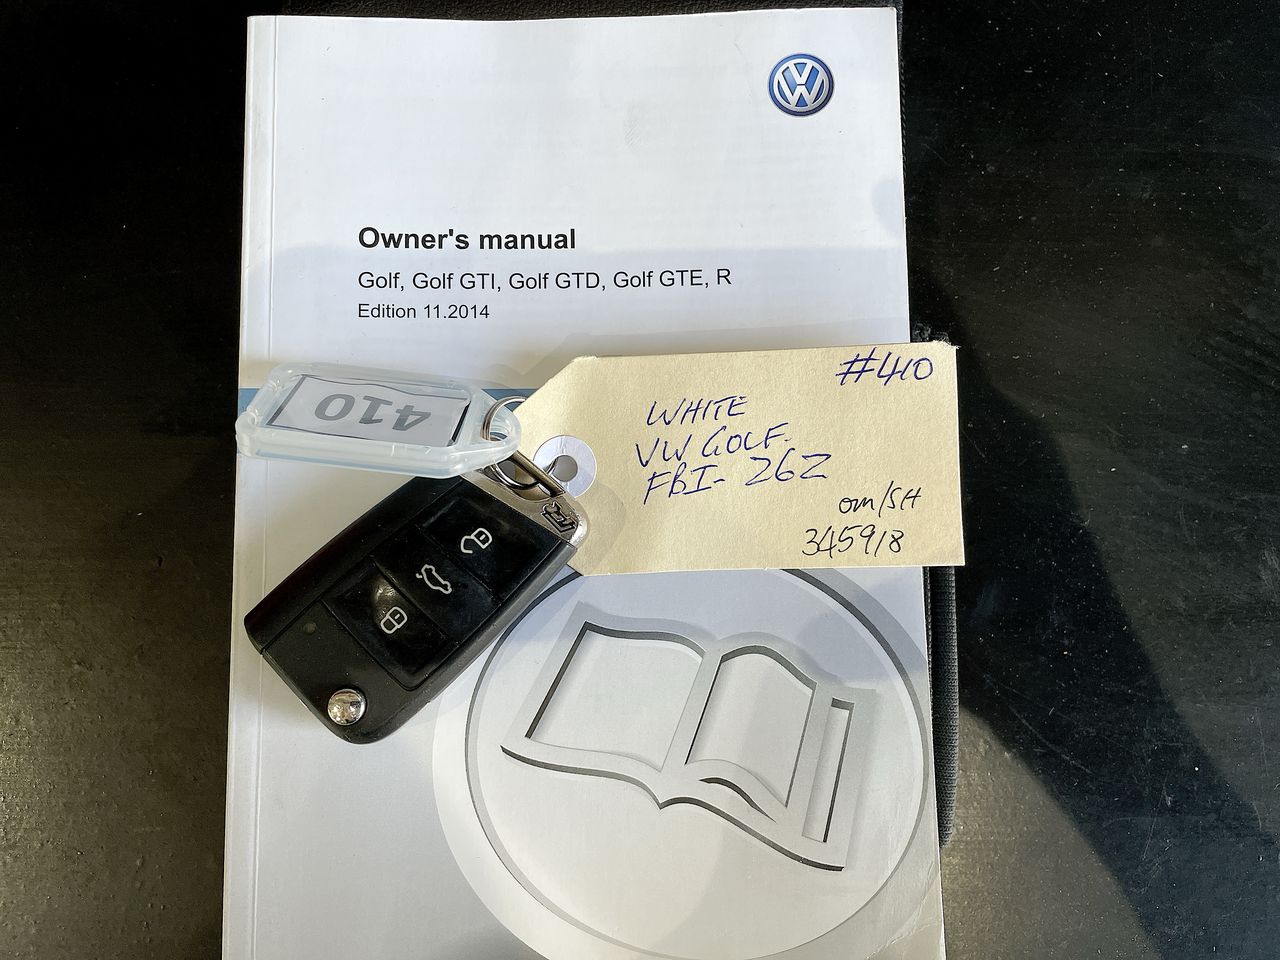 Owner's manual
Golf, Golf GTI, Golf GTD, Golf GTE, R
Edition 11.2014
410
#410
WHITE
VW GOLF.
FBI- 26Z
om/SH
345918